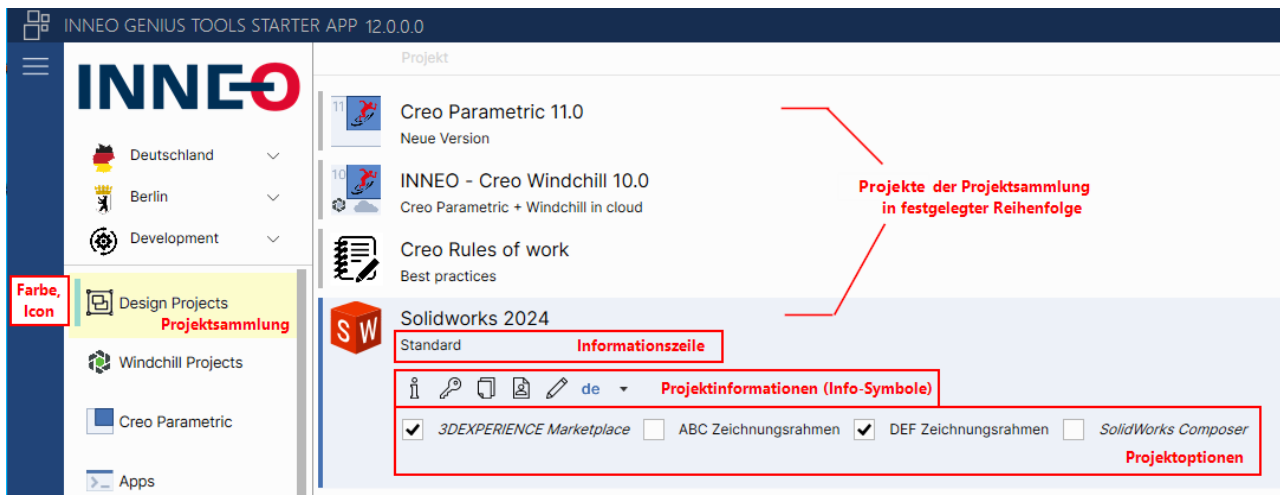 INNEO GENIUS TOOLS STARTER APP 12.0.0.0
INNEO
Deutschland
Berlin
Development
Farbe,
Icon
Design Projects
Projektsammlung
Windchill Projects
Creo Parametric
Apps
Projekt
11
Creo Parametric 11.0
Neue Version
10
INNEO - Creo Windchill 10.0
Creo Parametric + Windchill in cloud
Creo Rules of work
Best practices
SW
Solidworks 2024
Standard Informationszeile
de Projektinformationen (Info-Symbole)
3DEXPERIENCE Marketplace ABC Zeichnungsrahmen DEF Zeichnungsrahmen SolidWorks Composer
Projektoptionen
Projekte der Projektsammlung
in festgelegter Reihenfolge